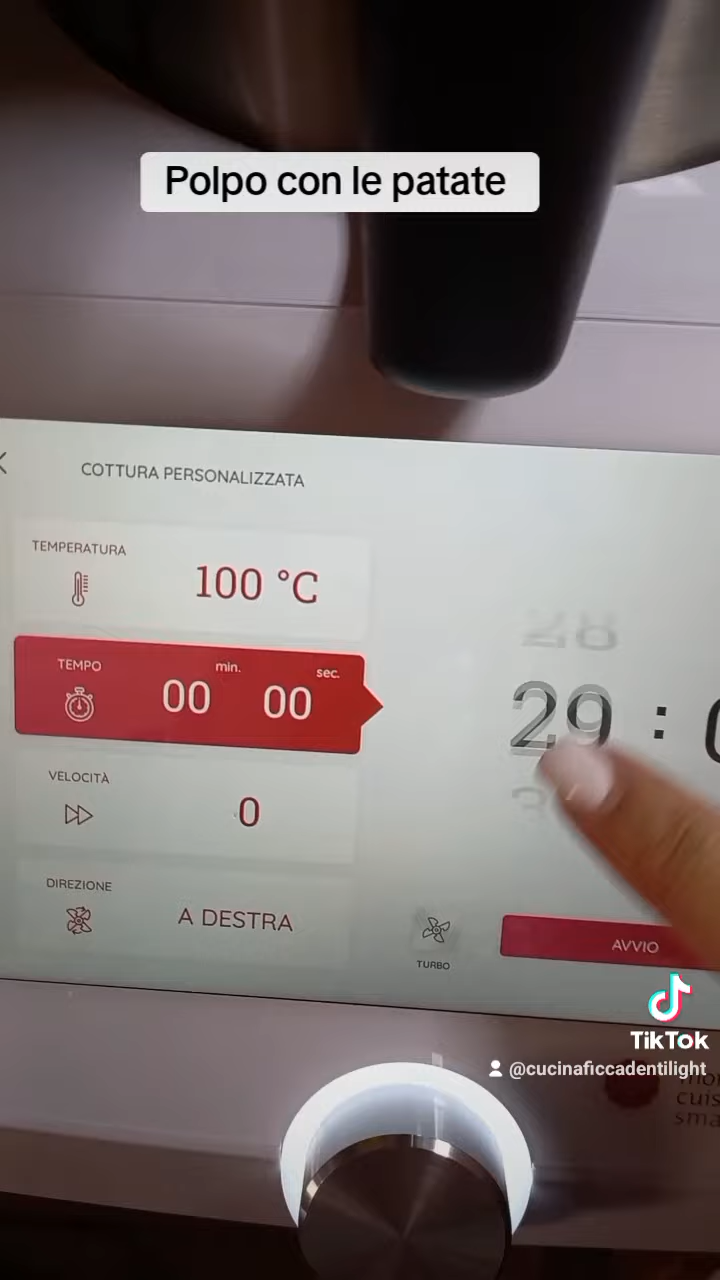 Polpo con le patate
COTTURA PERSONALIZZATA
TEMPERATURA
100 °C
TEMPO
00 min. 00 sec.
28
29 :
VELOCITÀ
0
DIREZIONE
A DESTRA
TURBO
AVVIO
TikTok
@cucinaficcadentilight